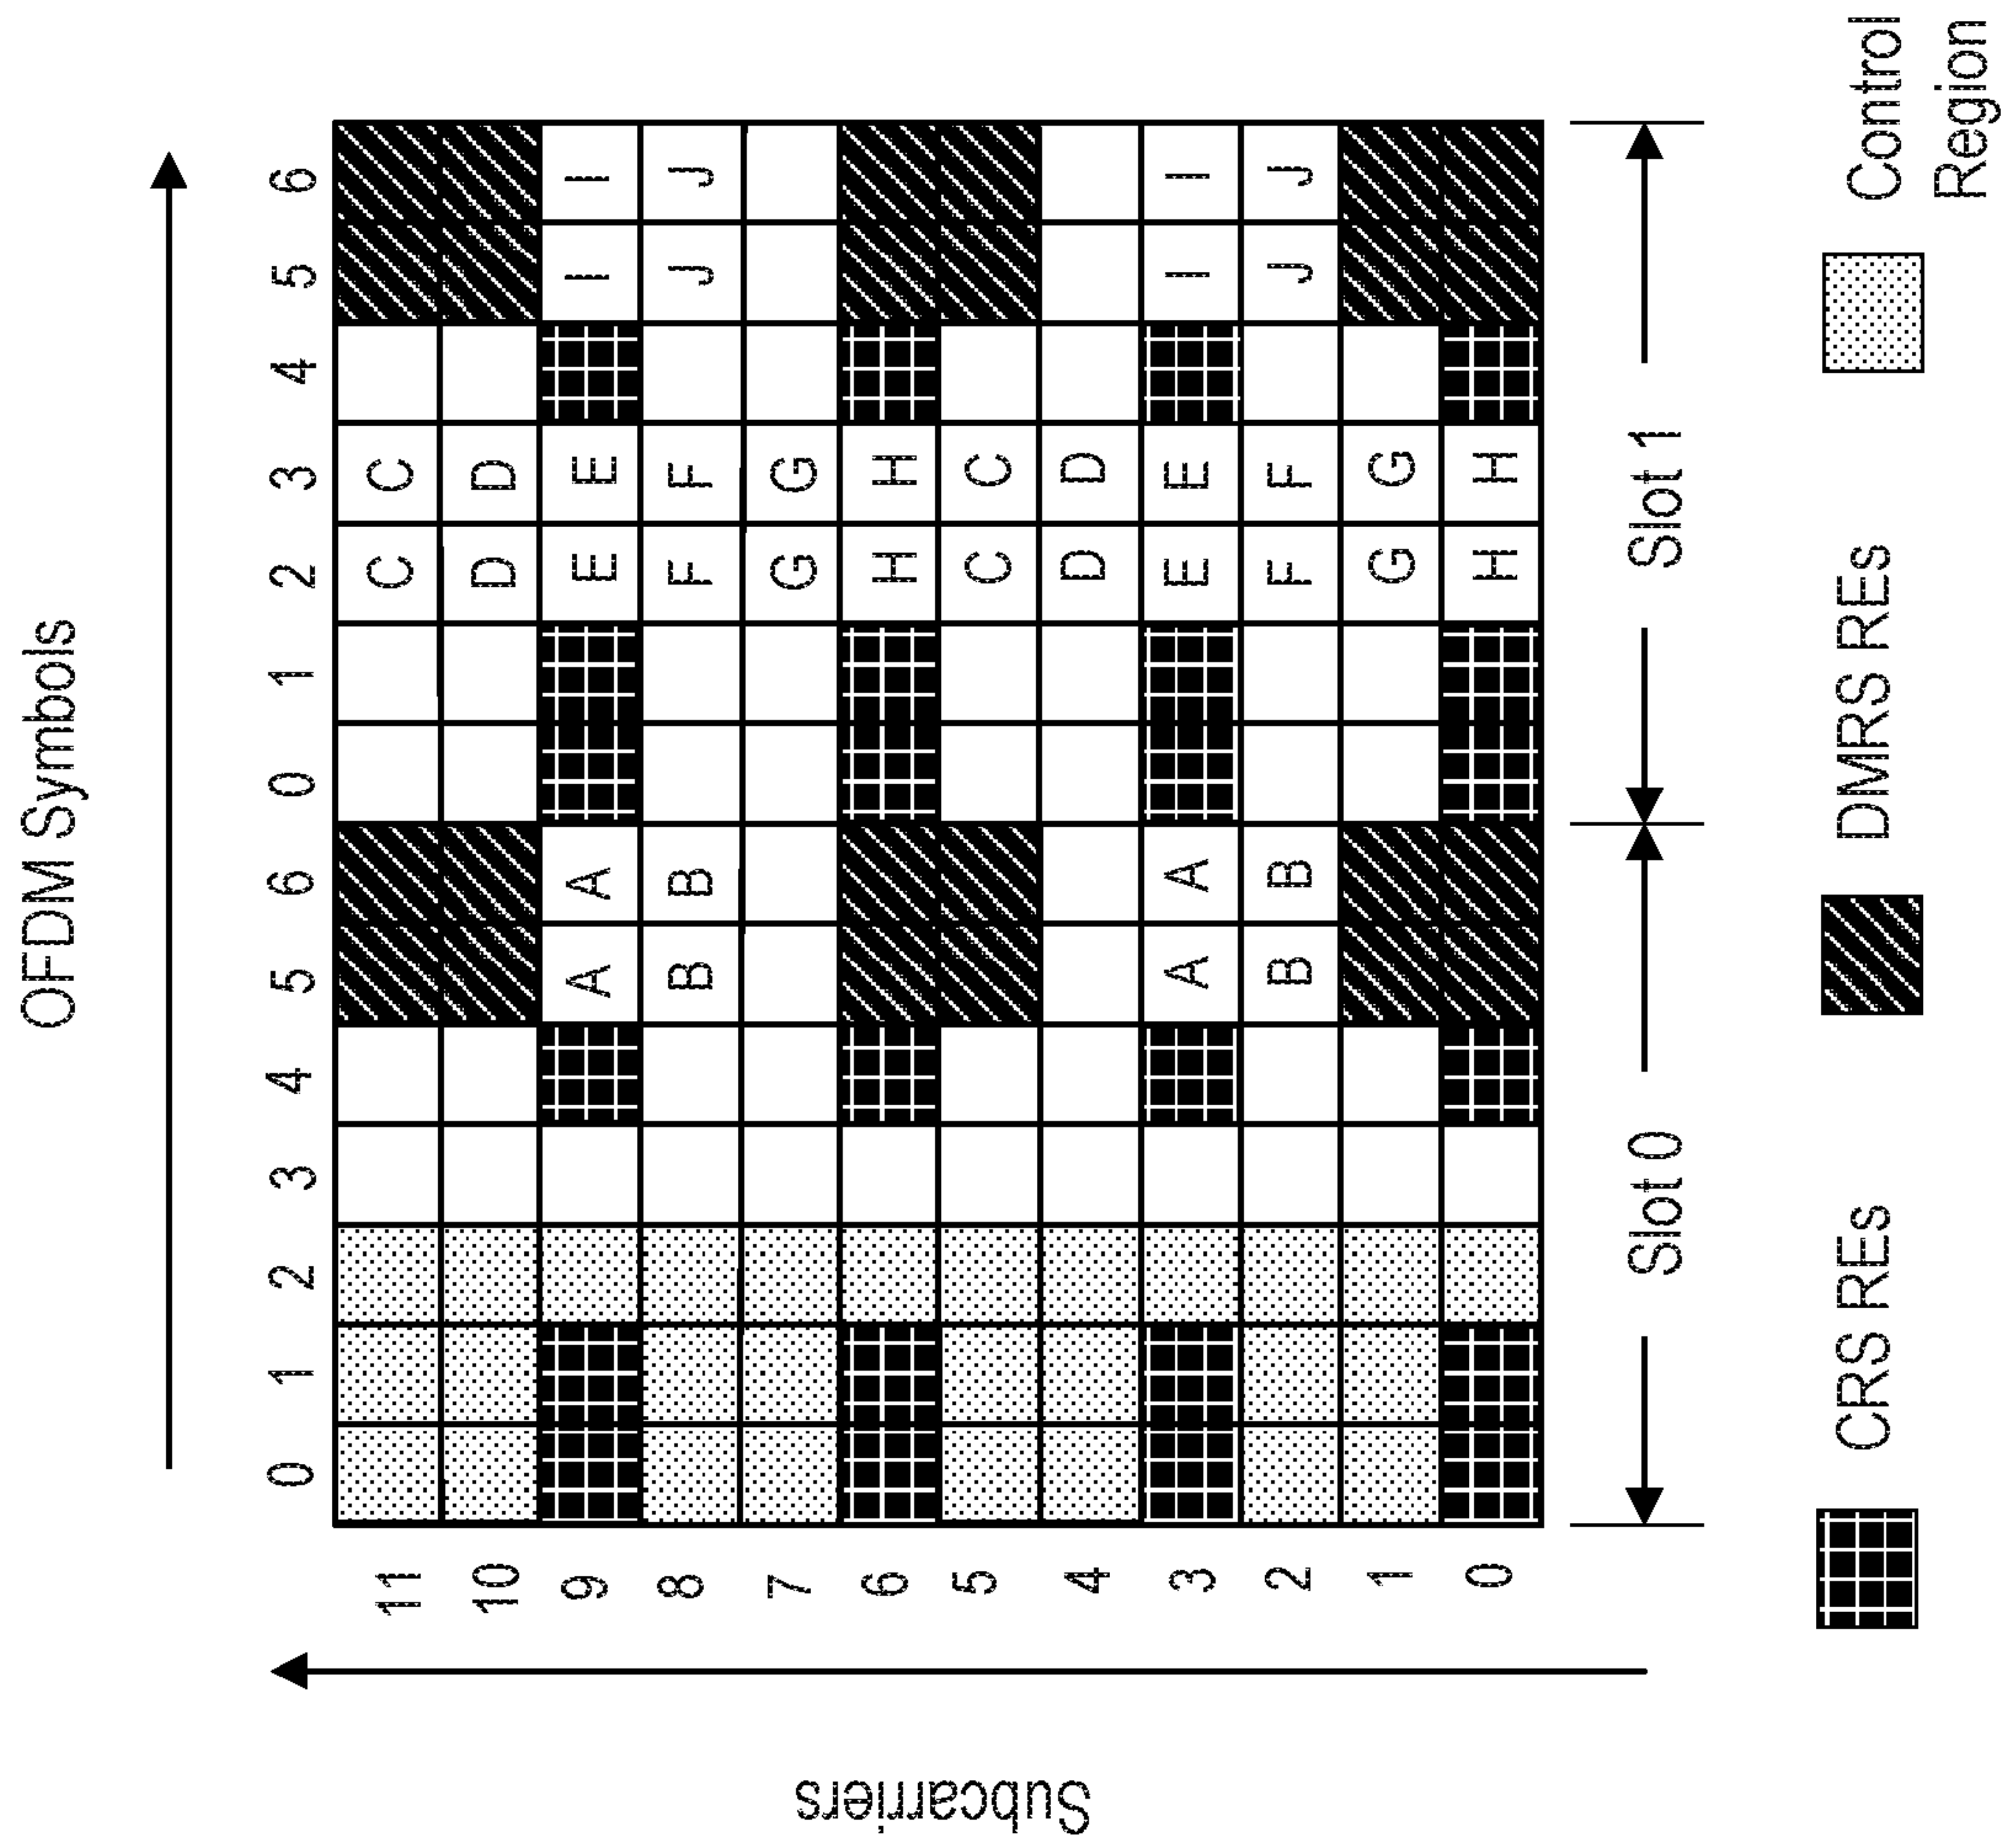 OFDM Symbols
0 1 2 3 4 5 6 0 1 2 3 4 5 6
11 C C
10 D D
9 A A E E I I
8 B B F F J J
7 G G
6 H H
5 C C
4 D D
3 A A E E I I
2 B B F F J J
1 G G
0 H H
Subcarriers
Slot 0 Slot 1
CRS REs DMRS REs Control
Region